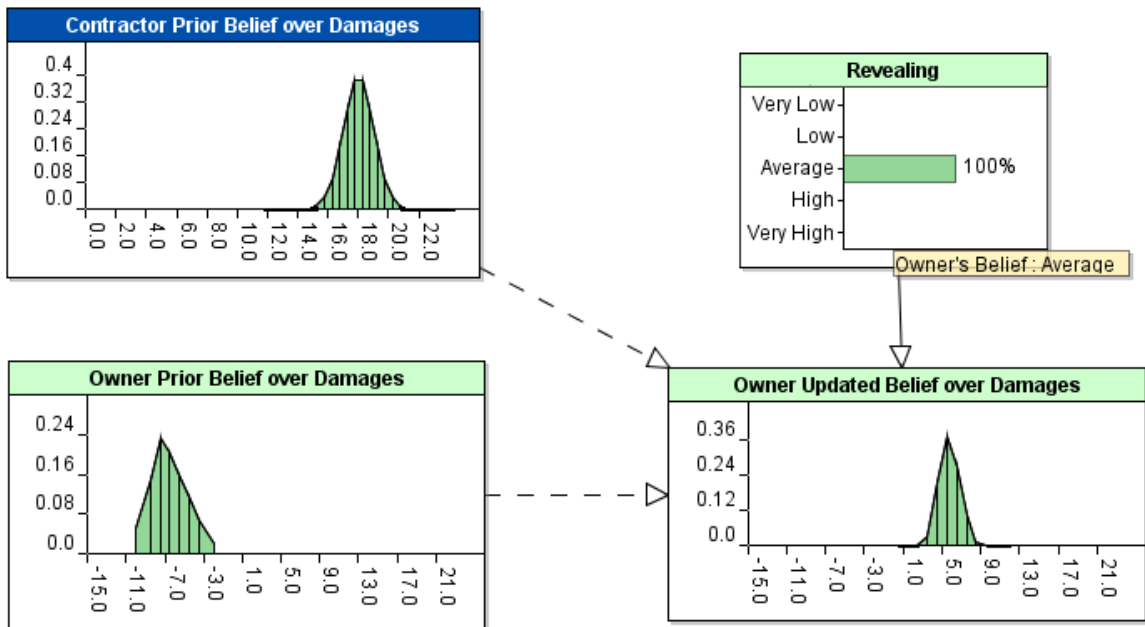 Contractor Prior Belief over Damages
0.4
0.32
0.24
0.16
0.08
0.0
0.0 2.0 4.0 6.0 8.0 10.0 12.0 14.0 16.0 18.0 20.0 22.0
Revealing
Very Low
Low
Average 100%
High
Very High
Owner's Belief : Average
Owner Prior Belief over Damages
0.24
0.16
0.08
0.0
-15.0 -11.0 -7.0 -3.0 1.0 5.0 9.0 13.0 17.0 21.0
Owner Updated Belief over Damages
0.36
0.24
0.12
0.0
-15.0 -11.0 -7.0 -3.0 1.0 5.0 9.0 13.0 17.0 21.0